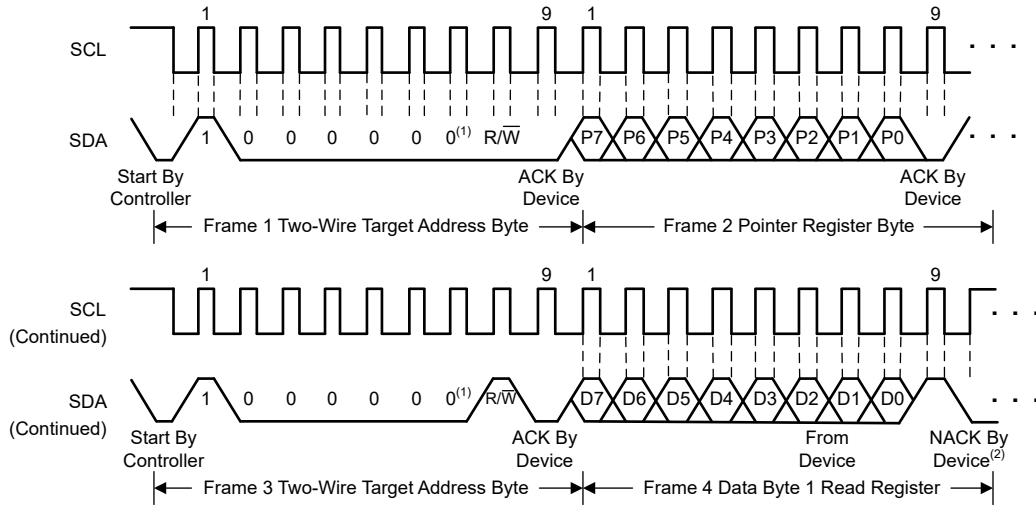 1 9 1 9
SCL . . .
SDA 1 0 0 0 0 0 0(1) R/W̅ P7 P6 P5 P4 P3 P2 P1 P0 . . .
Start By Controller ACK By Device ACK By Device
Frame 1 Two-Wire Target Address Byte Frame 2 Pointer Register Byte
1 9 1 9
SCL (Continued) . . .
SDA (Continued) 1 0 0 0 0 0 0(1) R/W̅ D7 D6 D5 D4 D3 D2 D1 D0 . . .
Start By Controller ACK By Device From Device NACK By Device(2)
Frame 3 Two-Wire Target Address Byte Frame 4 Data Byte 1 Read Register